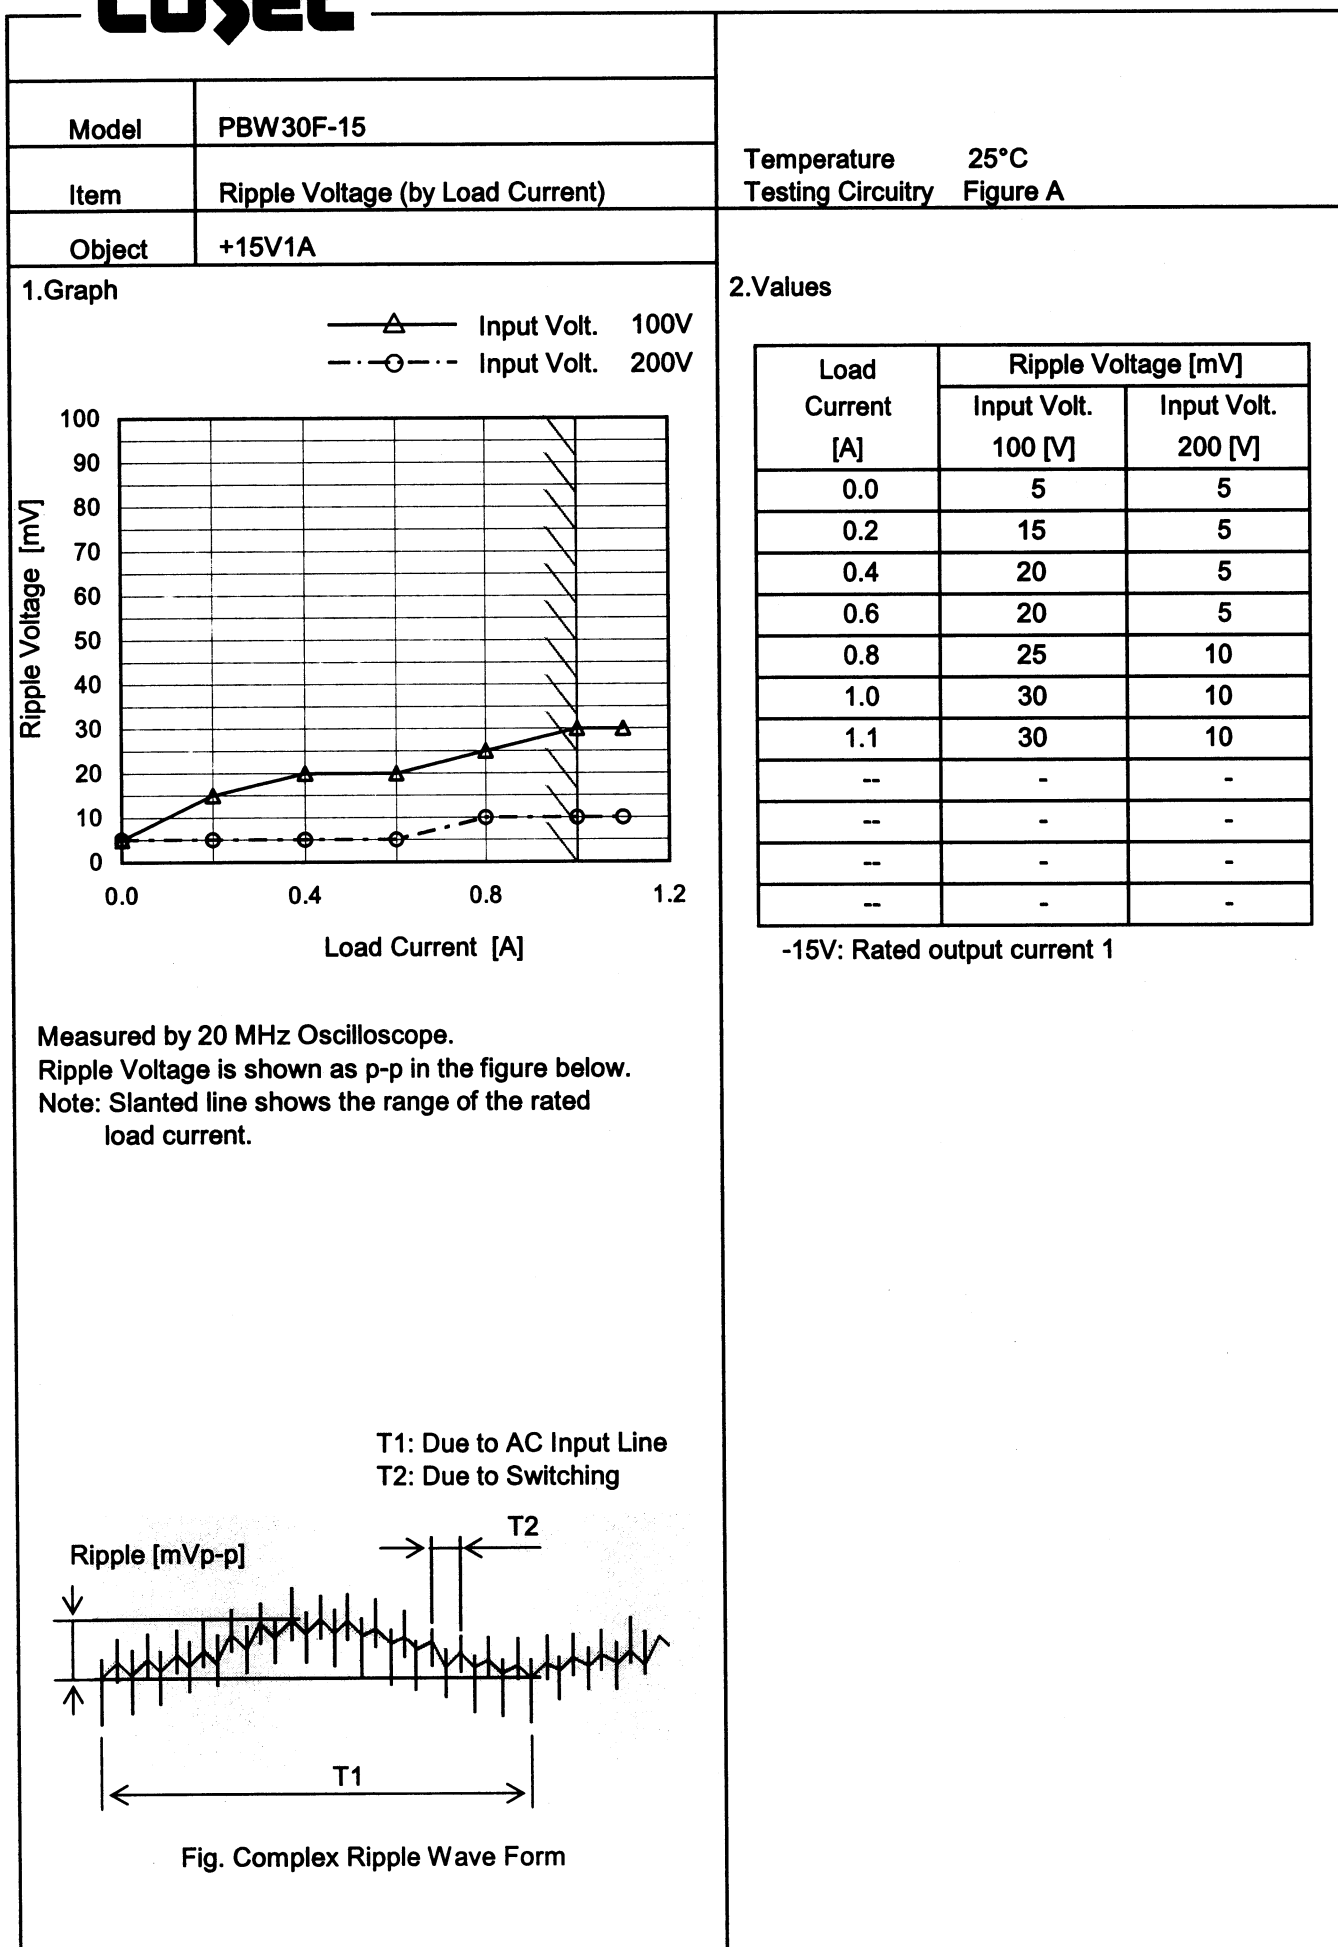 COSEL
Model PBW30F-15
Item Ripple Voltage (by Load Current)
Object +15V1A
Temperature 25°C
Testing Circuitry Figure A
1.Graph
Input Volt. 100V
Input Volt. 200V
100
90
80
70
60
50
40
30
20
10
0
Ripple Voltage [mV]
0.0 0.4 0.8 1.2
Load Current [A]
Measured by 20 MHz Oscilloscope.
Ripple Voltage is shown as p-p in the figure below.
Note: Slanted line shows the range of the rated
load current.
T1: Due to AC Input Line
T2: Due to Switching
T2
Ripple [mVp-p]
T1
Fig. Complex Ripple Wave Form
2.Values
Load Ripple Voltage [mV]
Current Input Volt. Input Volt.
[A] 100 [V] 200 [V]
0.0 5 5
0.2 15 5
0.4 20 5
0.6 20 5
0.8 25 10
1.0 30 10
1.1 30 10
-- - -
-- - -
-- - -
-- - -
-15V: Rated output current 1